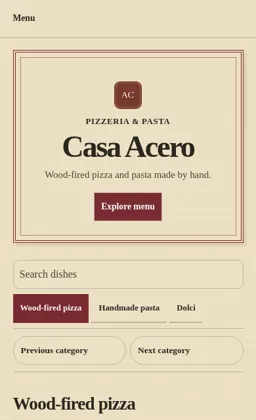 Menu
AC
PIZZERIA & PASTA
Casa Acero
Wood-fired pizza and pasta made by hand.
Explore menu
Search dishes
Wood-fired pizza Handmade pasta Dolci
Previous category Next category
Wood-fired pizza